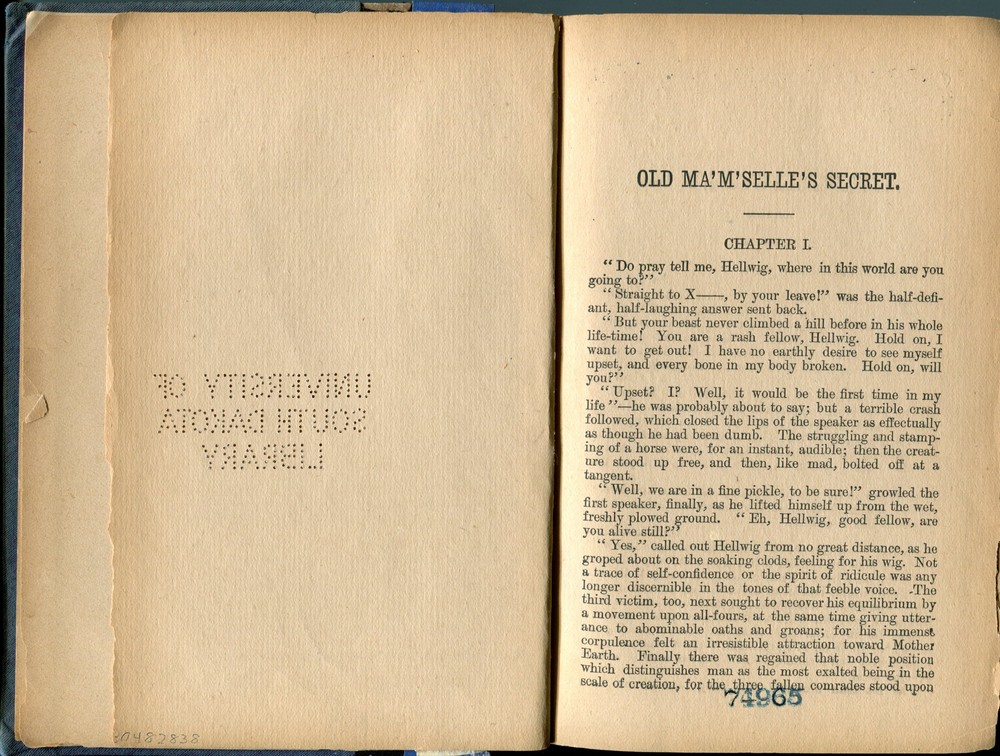 UNIVERSITY OF
SOUTH DAKOTA
LIBRARY
0482838
OLD MA'M'SELLE'S SECRET.
CHAPTER I.
“Do pray tell me, Hellwig, where in this world are you
going to?”
“Straight to X——, by your leave!” was the half-defi-
ant, half-laughing answer sent back.
“But your beast never climbed a hill before in his whole
life-time! You are a rash fellow, Hellwig. Hold on, I
want to get out! I have no earthly desire to see myself
upset, and every bone in my body broken. Hold on, will
you?”
“Upset? I? Well, it would be the first time in my
life”—he was probably about to say; but a terrible crash
followed, which closed the lips of the speaker as effectually
as though he had been dumb. The struggling and stamp-
ing of a horse were, for an instant, audible; then the creat-
ure stood up free, and then, like mad, bolted off at a
tangent.
“Well, we are in a fine pickle, to be sure!” growled the
first speaker, finally, as he lifted himself up from the wet,
freshly plowed ground. “Eh, Hellwig, good fellow, are
you alive still?”
“Yes,” called out Hellwig from no great distance, as he
groped about on the soaking clods, feeling for his wig. Not
a trace of self-confidence or the spirit of ridicule was any
longer discernible in the tones of that feeble voice. The
third victim, too, next sought to recover his equilibrium by
a movement upon all-fours, at the same time giving utter-
ance to abominable oaths and groans; for his immense
corpulence felt an irresistible attraction toward Mother
Earth. Finally there was regained that noble position
which distinguishes man as the most exalted being in the
scale of creation, for the three fallen comrades stood upon
74965